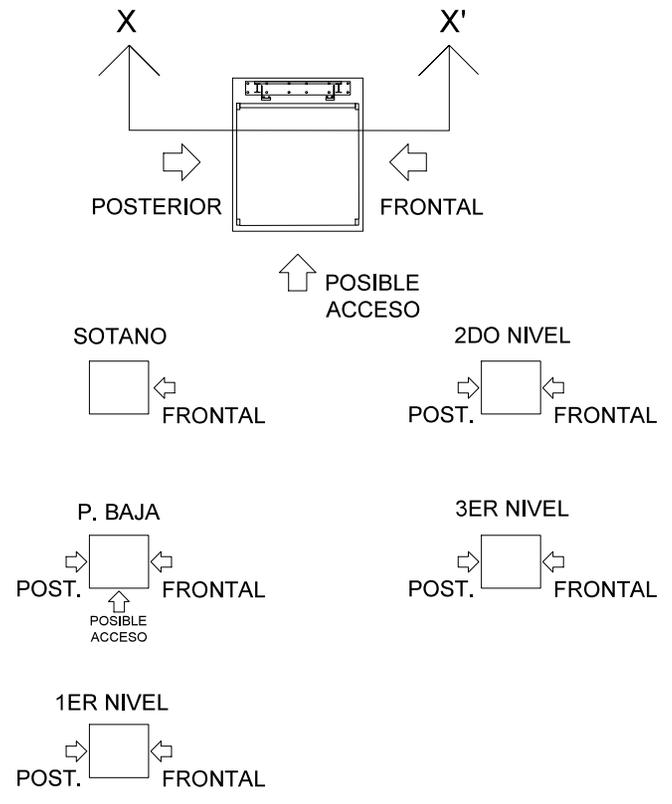 X
X'
POSTERIOR
FRONTAL
POSIBLE
ACCESO
SOTANO
FRONTAL
2DO NIVEL
POST.
FRONTAL
P. BAJA
POST.
FRONTAL
POSIBLE
ACCESO
3ER NIVEL
POST.
FRONTAL
1ER NIVEL
POST.
FRONTAL